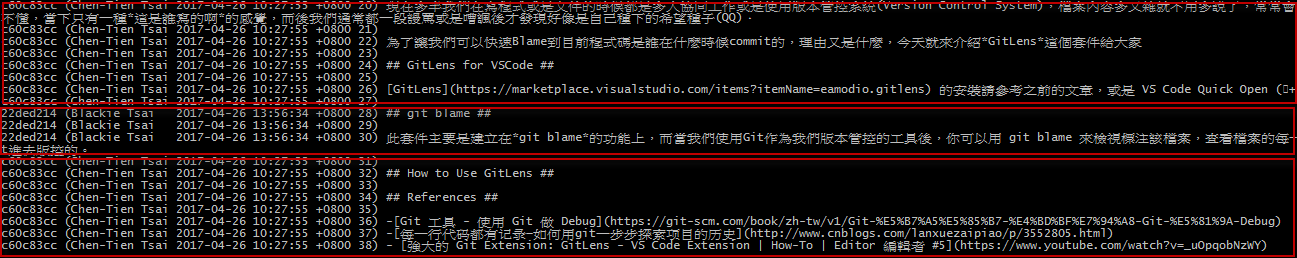 現在多半我們在寫程式或是文件的時候都是多人協同工作或是使用版本管控系統(Version Control System)，檔案內容多又雜就不用多說了，常常會
不懂，當下只有一種*這是誰寫的啊*的感覺，而後我們通常都一段謾罵或是嘈諷後才發現好像是自己種下的希望種子(QQ).
c60c83cc (Chen-Tien Tsai 2017-04-26 10:27:55 +0800 21)
c60c83cc (Chen-Tien Tsai 2017-04-26 10:27:55 +0800 22) 為了讓我們可以快速Blame到目前程式碼是誰在什麼時候commit的，理由又是什麼，今天就來介紹*GitLens*這個套件給大家
c60c83cc (Chen-Tien Tsai 2017-04-26 10:27:55 +0800 23)
c60c83cc (Chen-Tien Tsai 2017-04-26 10:27:55 +0800 24) ## GitLens for VSCode ##
c60c83cc (Chen-Tien Tsai 2017-04-26 10:27:55 +0800 25)
c60c83cc (Chen-Tien Tsai 2017-04-26 10:27:55 +0800 26) [GitLens](https://marketplace.visualstudio.com/items?itemName=eamodio.gitlens) 的安裝請參考之前的文章，或是 VS Code Quick Open (+
c60c83cc (Chen-Tien Tsai 2017-04-26 10:27:55 +0800 27)
22ded214 (Blackie Tsai   2017-04-26 13:56:34 +0800 28) ## git blame ##
22ded214 (Blackie Tsai   2017-04-26 13:56:34 +0800 29)
22ded214 (Blackie Tsai   2017-04-26 13:56:34 +0800 30) 此套件主要是建立在*git blame*的功能上，而當我們使用Git作為我們版本管控的工具後，你可以用 git blame 來檢視標注該檔案，查看檔案的每一
t進去版控的。
c60c83cc (Chen-Tien Tsai 2017-04-26 10:27:55 +0800 31)
c60c83cc (Chen-Tien Tsai 2017-04-26 10:27:55 +0800 32) ## How to Use GitLens ##
c60c83cc (Chen-Tien Tsai 2017-04-26 10:27:55 +0800 33)
c60c83cc (Chen-Tien Tsai 2017-04-26 10:27:55 +0800 34) ## References ##
c60c83cc (Chen-Tien Tsai 2017-04-26 10:27:55 +0800 35)
c60c83cc (Chen-Tien Tsai 2017-04-26 10:27:55 +0800 36) -[Git 工具 - 使用 Git 做 Debug](https://git-scm.com/book/zh-tw/v1/Git-%E5%B7%A5%E5%85%B7-%E4%BD%BF%E7%94%A8-Git-%E5%81%9A-Debug)
c60c83cc (Chen-Tien Tsai 2017-04-26 10:27:55 +0800 37) -[每一行代码都有记录-如何用git一步步探索项目的历史](http://www.cnblogs.com/lanxuezaipiao/p/3552805.html)
c60c83cc (Chen-Tien Tsai 2017-04-26 10:27:55 +0800 38) - [強大的 Git Extension: GitLens - VS Code Extension | How-To | Editor 編輯者 #5](https://www.youtube.com/watch?v=_uOpqobNzWY)